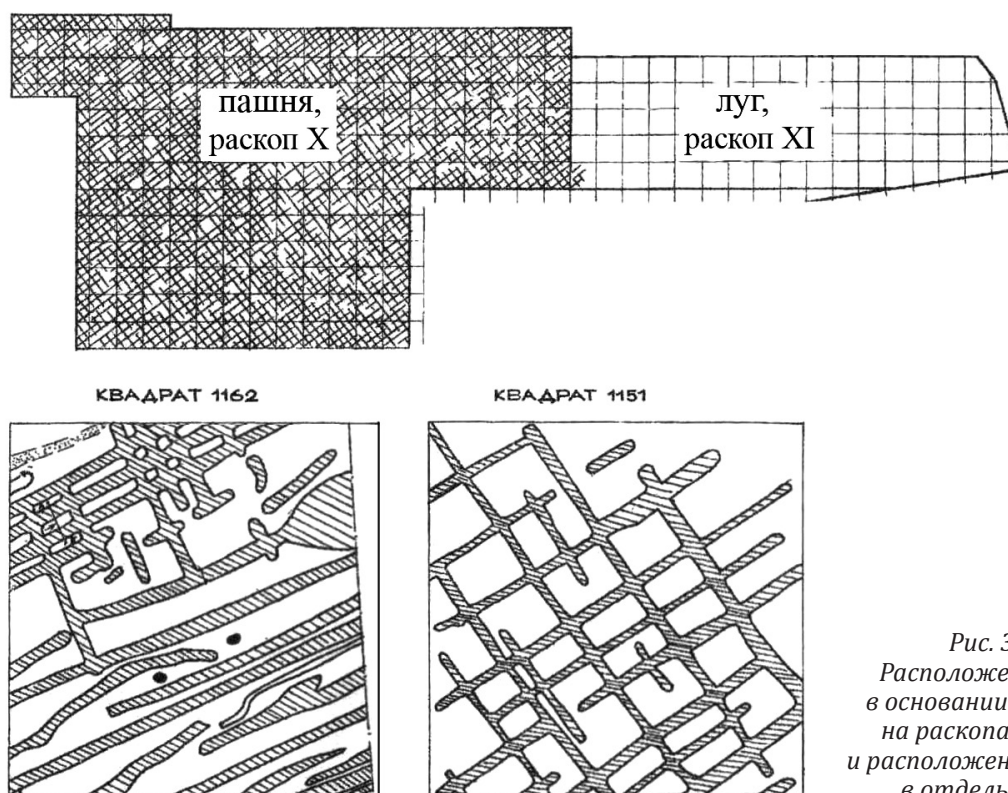 пашня,
раскоп X
луг,
раскоп XI
КВАДРАТ 1162
КВАДРАТ 1151
Рис. 3
Расположе
в основании
на раскопа
и расположен
в отдель